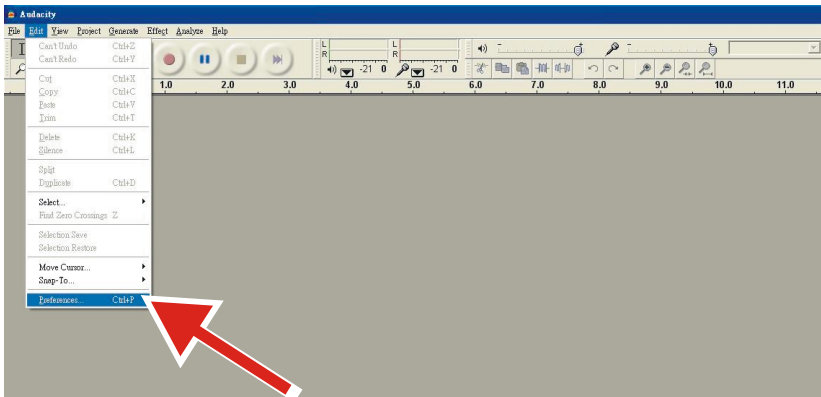 Audacity
File Edit View Project Generate Effect Analyze Help
Can't Undo Ctrl+Z
Can't Redo Ctrl+Y
Cut Ctrl+X
Copy Ctrl+C
Paste Ctrl+V
Trim Ctrl+T
Delete Ctrl+K
Silence Ctrl+L
Split
Duplicate Ctrl+D
Select...
Find Zero Crossings Z
Selection Save
Selection Restore
Move Cursor...
Snap-To...
Preferences... Ctrl+P
L L
R R
-21 0 -21 0
1.0 2.0 3.0 4.0 5.0 6.0 7.0 8.0 9.0 10.0 11.0